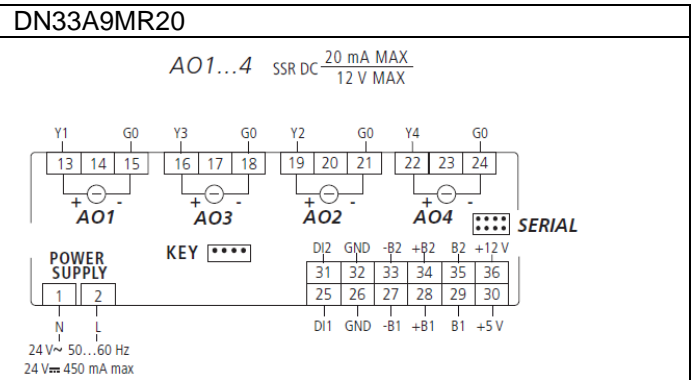 DN33A9MR20
AO1...4 SSR DC 20 mA MAX
12 V MAX
Y1 G0 Y3 G0 Y2 G0 Y4 G0
13 14 15 16 17 18 19 20 21 22 23 24
+ - + - + - + -
AO1 AO3 AO2 AO4
SERIAL
KEY
POWER
SUPPLY
DI2 GND -B2 +B2 B2 +12 V
31 32 33 34 35 36
1 2 25 26 27 28 29 30
N L DI1 GND -B1 +B1 B1 +5 V
24 V~ 50...60 Hz
24 V⎓ 450 mA max